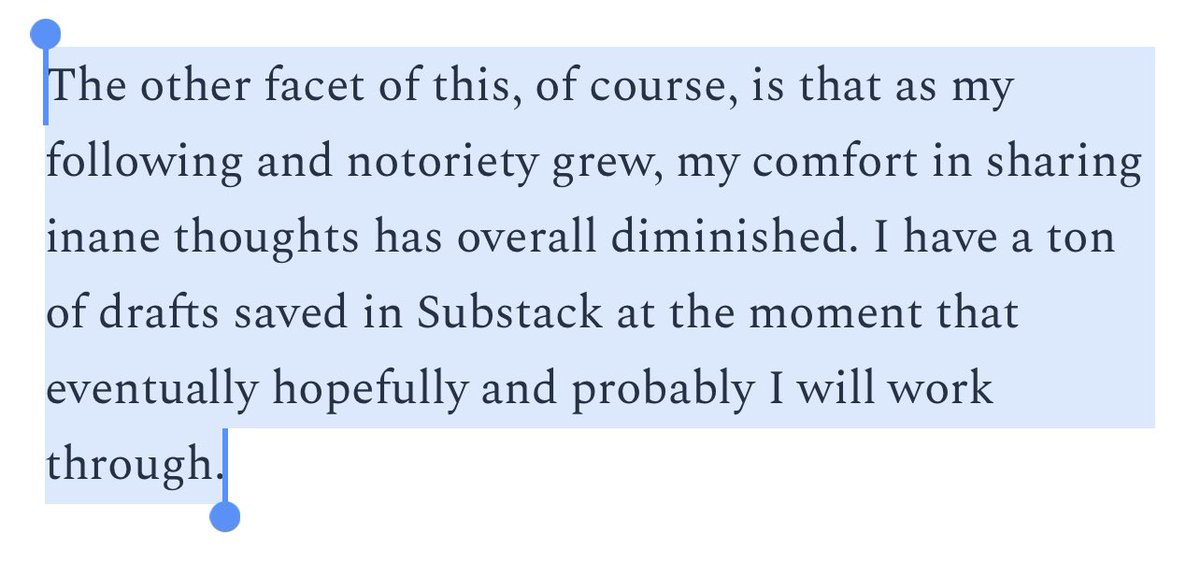 The other facet of this, of course, is that as my
following and notoriety grew, my comfort in sharing
inane thoughts has overall diminished. I have a ton
of drafts saved in Substack at the moment that
eventually hopefully and probably I will work
through.